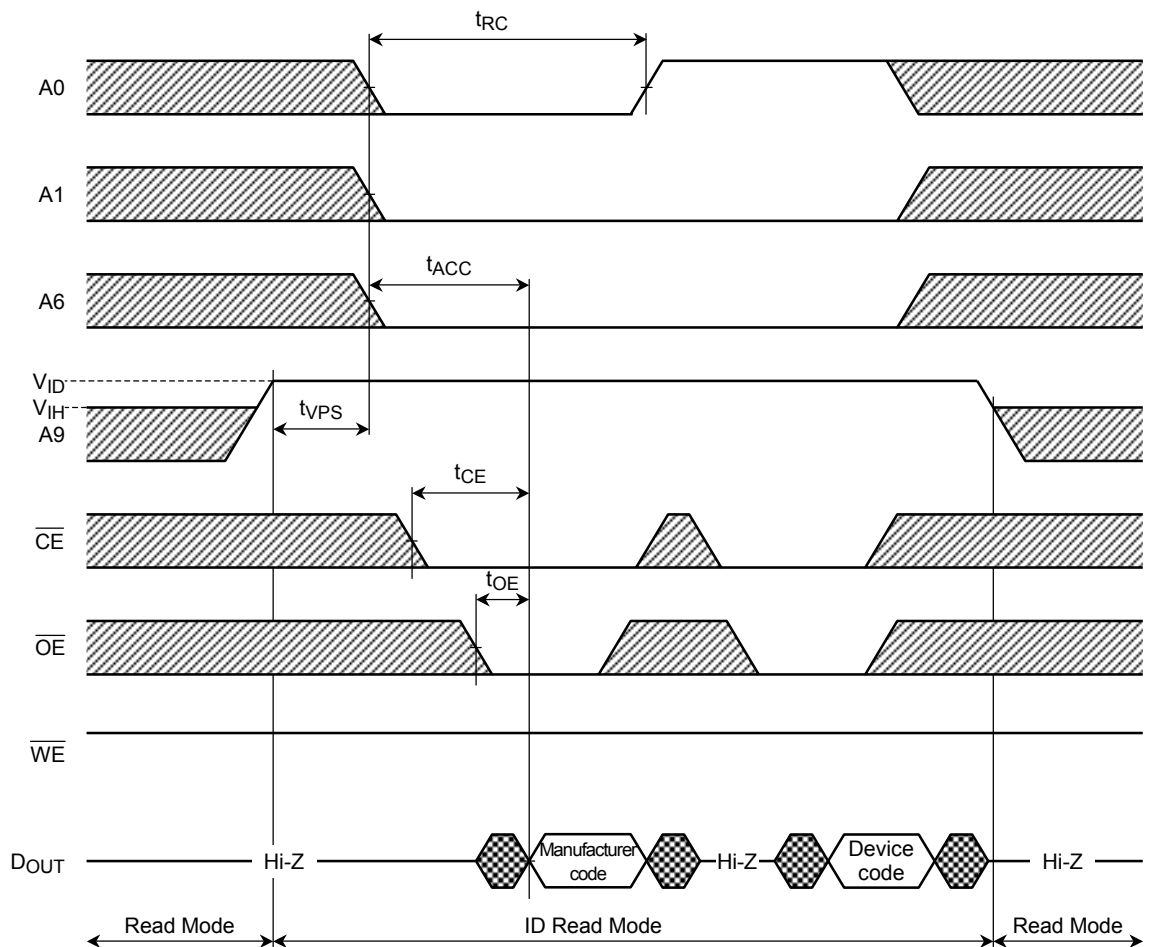 tRC
A0
A1
tACC
A6
VID
VIH
A9
tVPS
tCE
CE
tOE
OE
WE
DOUT
Hi-Z
Manufacturer
code
Hi-Z
Device
code
Hi-Z
Read Mode
ID Read Mode
Read Mode